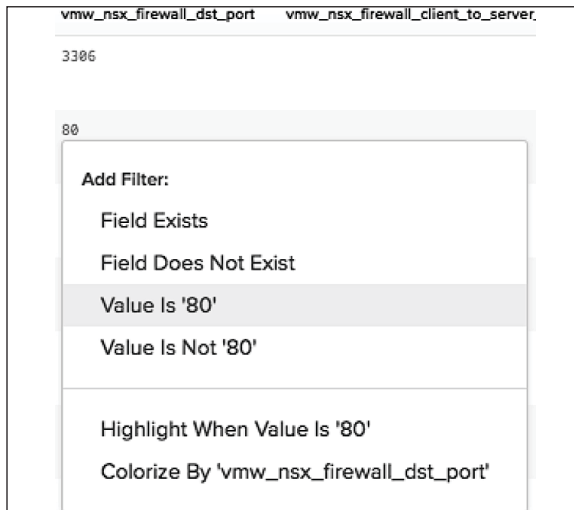 vmw_nsx_firewall_dst_port vmw_nsx_firewall_client_to_server_
3306
80
Add Filter:
Field Exists
Field Does Not Exist
Value Is '80'
Value Is Not '80'
Highlight When Value Is '80'
Colorize By 'vmw_nsx_firewall_dst_port'